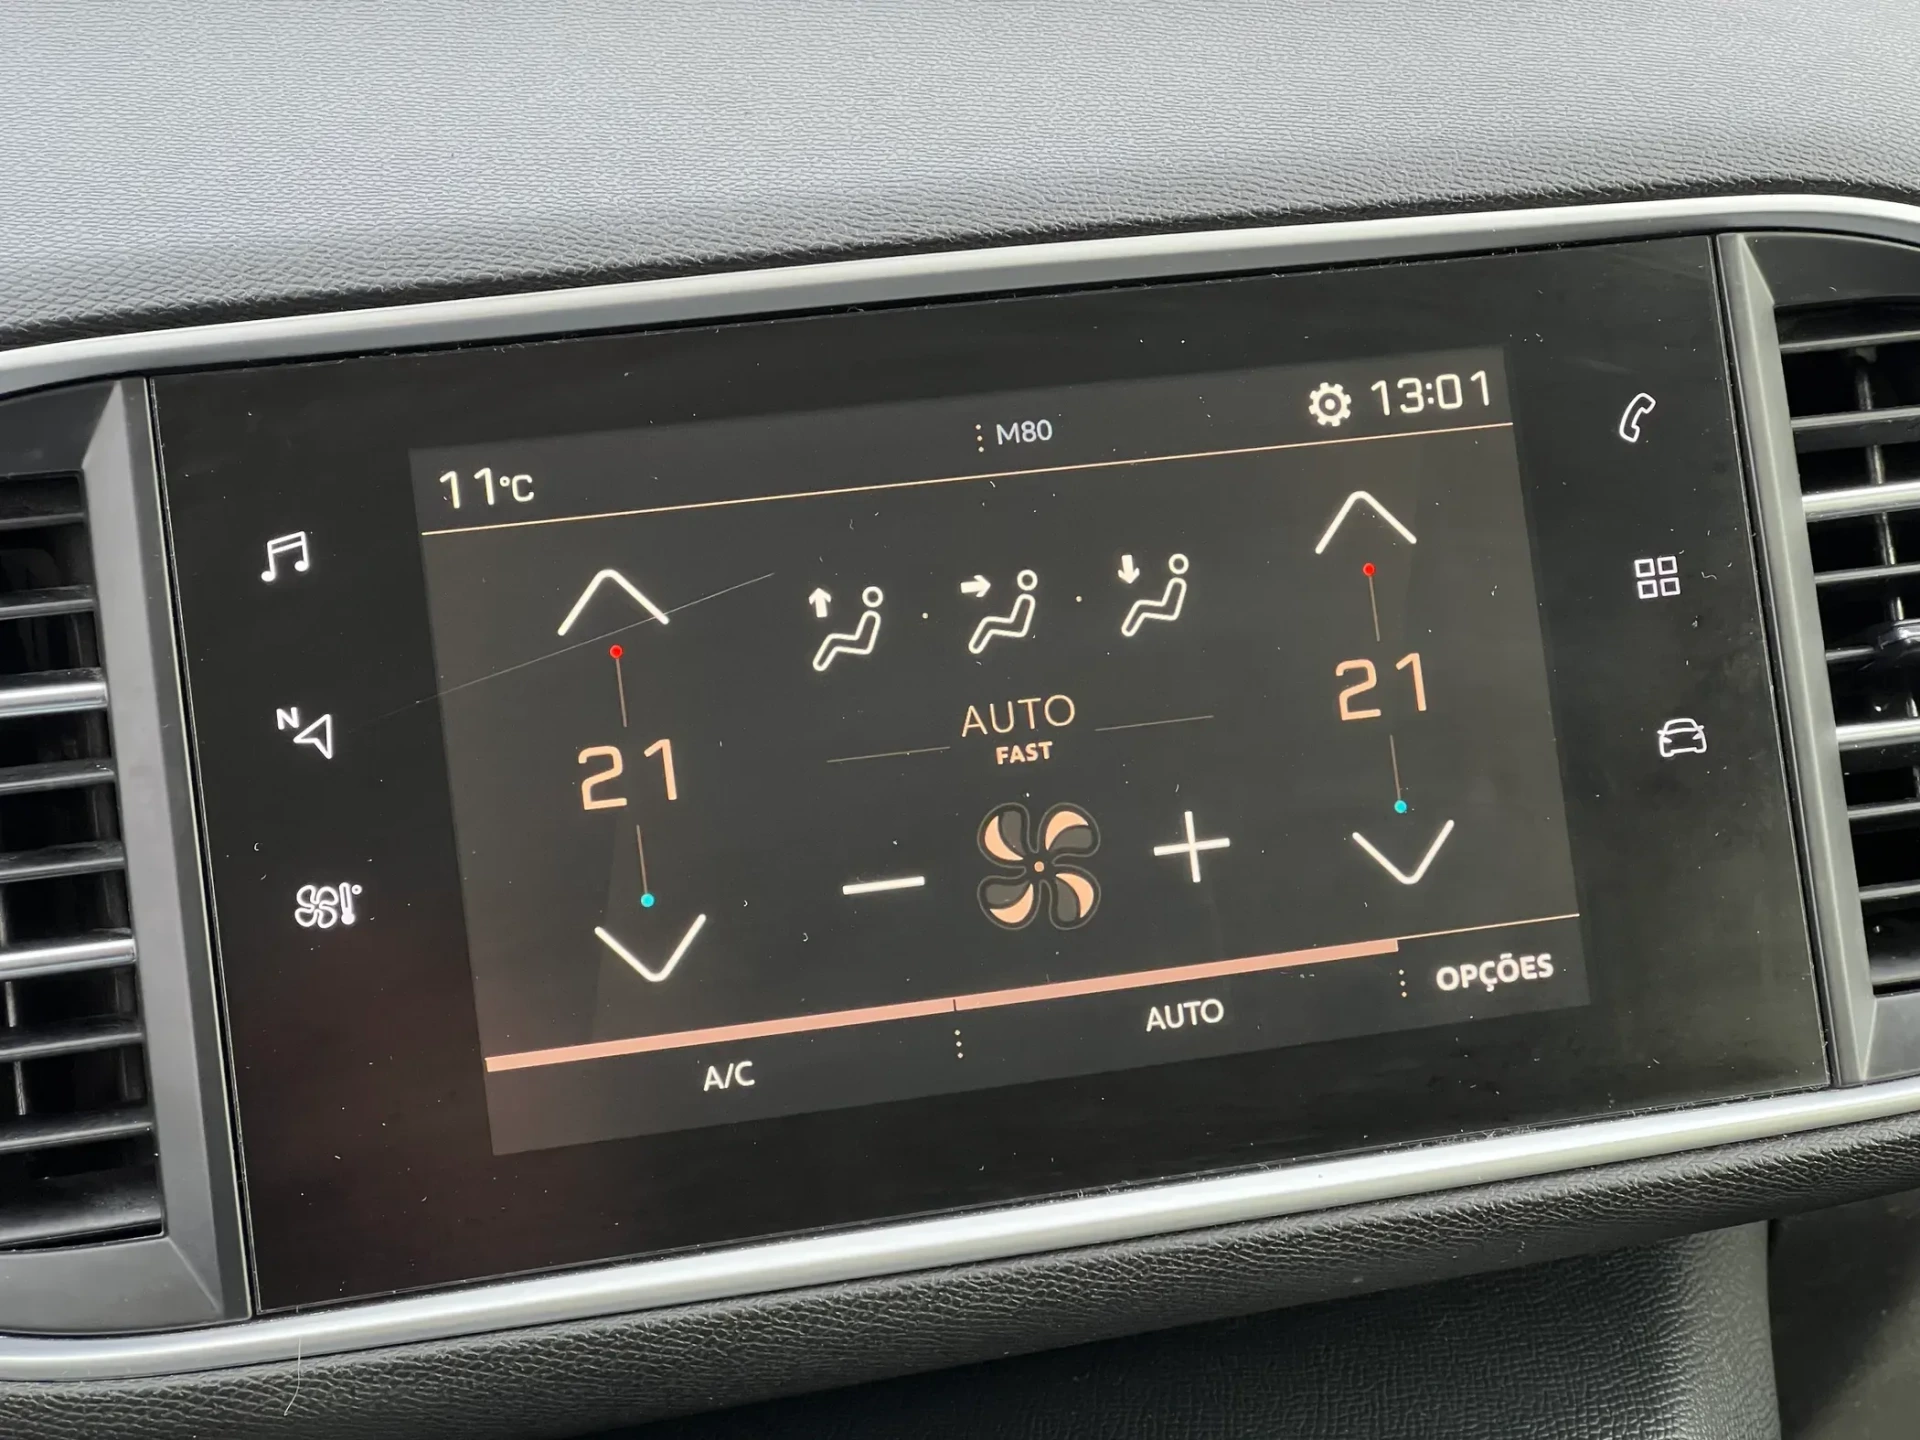 M80
13:01
11°C
N
21
21
AUTO
FAST
A/C
AUTO
OPÇÕES